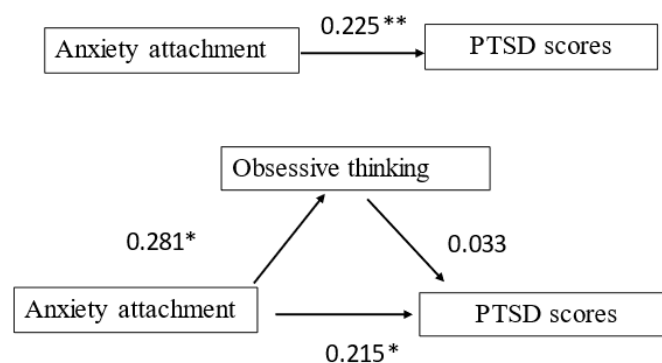 0.225**
Anxiety attachment
PTSD scores
Obsessive thinking
0.281*
0.033
Anxiety attachment
PTSD scores
0.215*